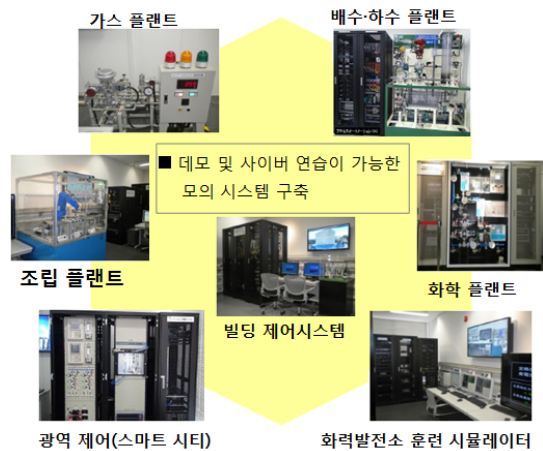 가스 플랜트
배수·하수 플랜트
■ 데모 및 사이버 연습이 가능한
모의 시스템 구축
조립 플랜트
화학 플랜트
빌딩 제어시스템
광역 제어(스마트 시티)
화력발전소 훈련 시뮬레이터